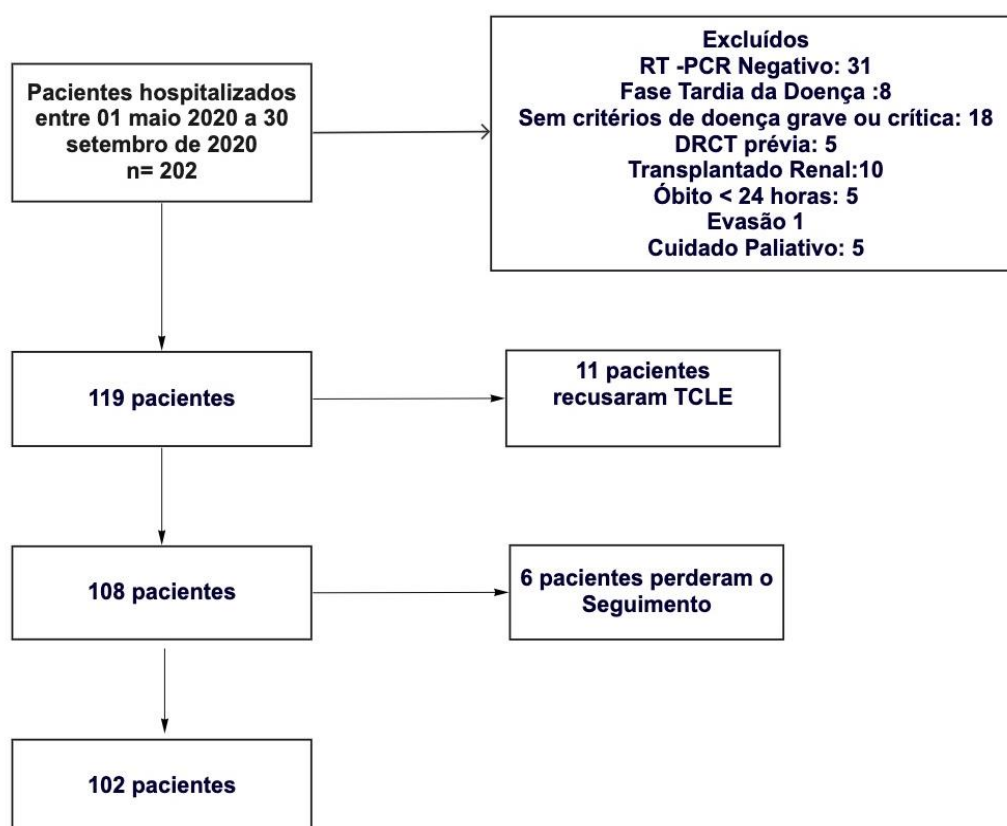 Pacientes hospitalizados
entre 01 maio 2020 a 30
setembro de 2020
n= 202
Excluídos
RT -PCR Negativo: 31
Fase Tardia da Doença :8
Sem critérios de doença grave ou crítica: 18
DRCT prévia: 5
Transplantado Renal:10
Óbito < 24 horas: 5
Evasão 1
Cuidado Paliativo: 5
119 pacientes
11 pacientes
recusaram TCLE
108 pacientes
6 pacientes perderam o
Seguimento
102 pacientes